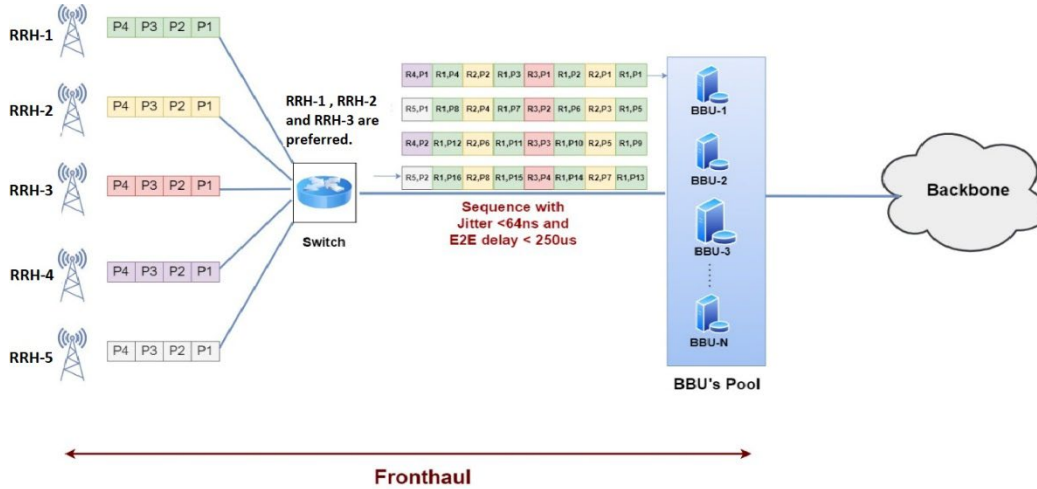 RRH-1
P4 P3 P2 P1
RRH-2
P4 P3 P2 P1
RRH-3
P4 P3 P2 P1
RRH-4
P4 P3 P2 P1
RRH-5
P4 P3 P2 P1
RRH-1 , RRH-2
and RRH-3 are
preferred.
Switch
R4,P1 R1,P4 R2,P2 R1,P3 R3,P1 R1,P2 R2,P1 R1,P1
R5,P1 R1,P8 R2,P4 R1,P7 R3,P2 R1,P6 R2,P3 R1,P5
R4,P2 R1,P12 R2,P6 R1,P11 R3,P3 R1,P10 R2,P5 R1,P9
R5,P2 R1,P16 R2,P8 R1,P15 R3,P4 R1,P14 R2,P7 R1,P13
Sequence with
Jitter <64ns and
E2E delay < 250us
BBU-1
BBU-2
BBU-3
BBU-N
BBU's Pool
Backbone
Fronthaul